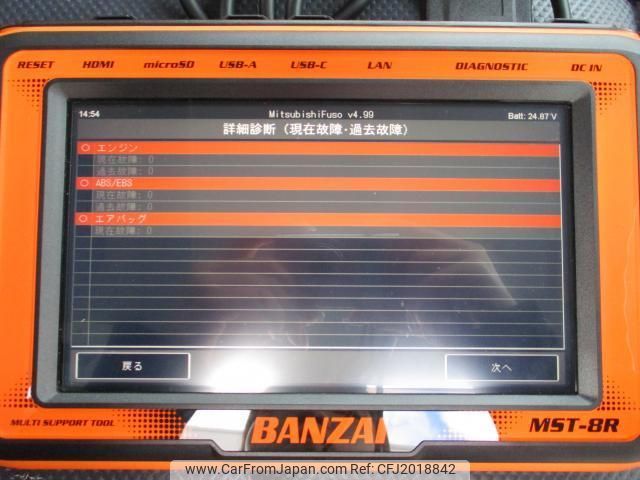 RESET HDMI microSD USB-A USB-C LAN DIAGNOSTIC DC IN
14:54 MitsubishiFuso v4.99 Batt: 24.87 V
詳細診断 (現在故障･過去故障)
○ エンジン
現在故障: 0
過去故障: 0
○ ABS/EBS
現在故障: 0
過去故障: 0
○ エアバッグ
現在故障: 0
戻る 次へ
MULTI SUPPORT TOOL BANZAI MST-8R
www.CarFromJapan.com | Car ID: CFJ2018842